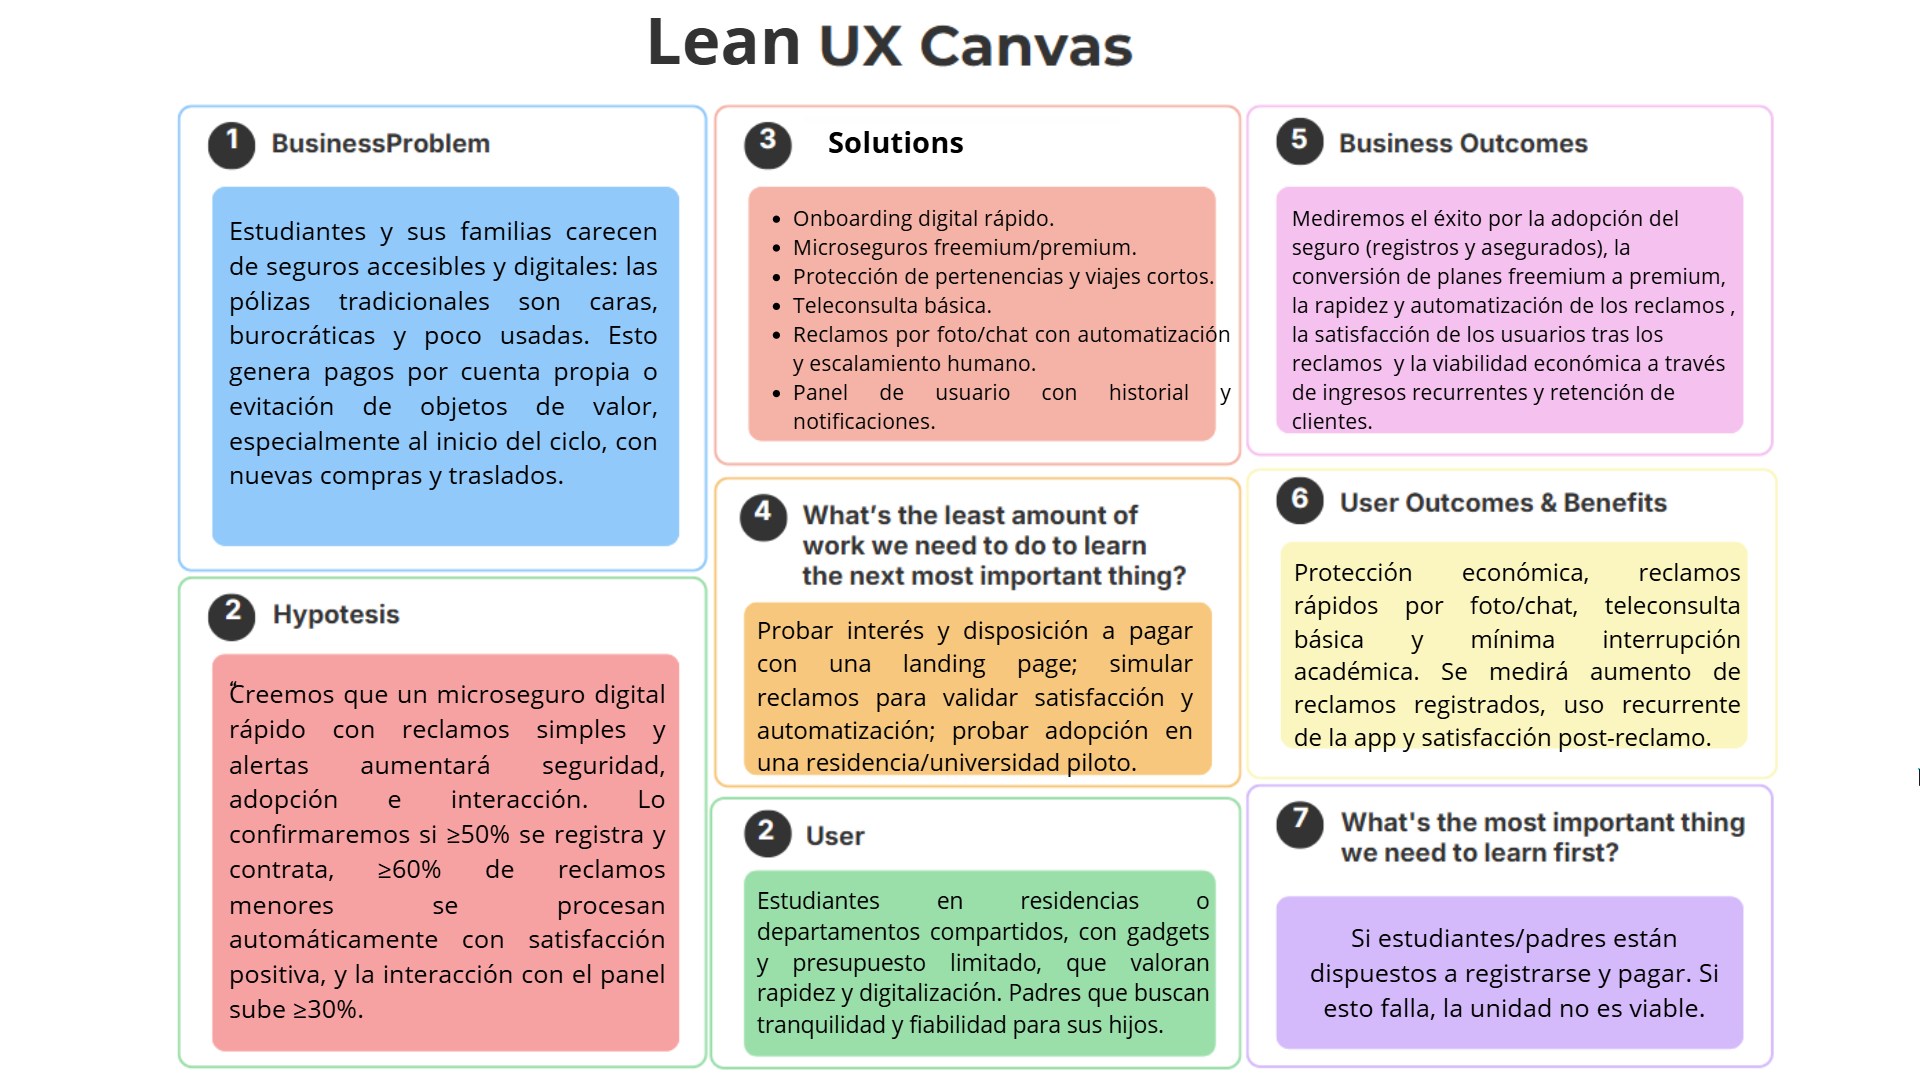 Lean UX Canvas
1 BusinessProblem
Estudiantes y sus familias carecen
de seguros accesibles y digitales: las
pólizas tradicionales son caras,
burocráticas y poco usadas. Esto
genera pagos por cuenta propia o
evitación de objetos de valor,
especialmente al inicio del ciclo, con
nuevas compras y traslados.
2 Hypotesis
“Creemos que un microseguro digital
rápido con reclamos simples y
alertas aumentará seguridad,
adopción e interacción. Lo
confirmaremos si ≥50% se registra y
contrata, ≥60% de reclamos
menores se procesan
automáticamente con satisfacción
positiva, y la interacción con el panel
sube ≥30%.
3 Solutions
• Onboarding digital rápido.
• Microseguros freemium/premium.
• Protección de pertenencias y viajes cortos.
• Teleconsulta básica.
• Reclamos por foto/chat con automatización
y escalamiento humano.
• Panel de usuario con historial y
notificaciones.
4 What’s the least amount of
work we need to do to learn
the next most important thing?
Probar interés y disposición a pagar
con una landing page; simular
reclamos para validar satisfacción y
automatización; probar adopción en
una residencia/universidad piloto.
2 User
Estudiantes en residencias o
departamentos compartidos, con gadgets
y presupuesto limitado, que valoran
rapidez y digitalización. Padres que buscan
tranquilidad y fiabilidad para sus hijos.
5 Business Outcomes
Mediremos el éxito por la adopción del
seguro (registros y asegurados), la
conversión de planes freemium a premium,
la rapidez y automatización de los reclamos ,
la satisfacción de los usuarios tras los
reclamos y la viabilidad económica a través
de ingresos recurrentes y retención de
clientes.
6 User Outcomes & Benefits
Protección económica, reclamos
rápidos por foto/chat, teleconsulta
básica y mínima interrupción
académica. Se medirá aumento de
reclamos registrados, uso recurrente
de la app y satisfacción post-reclamo.
7 What's the most important thing
we need to learn first?
Si estudiantes/padres están
dispuestos a registrarse y pagar. Si
esto falla, la unidad no es viable.